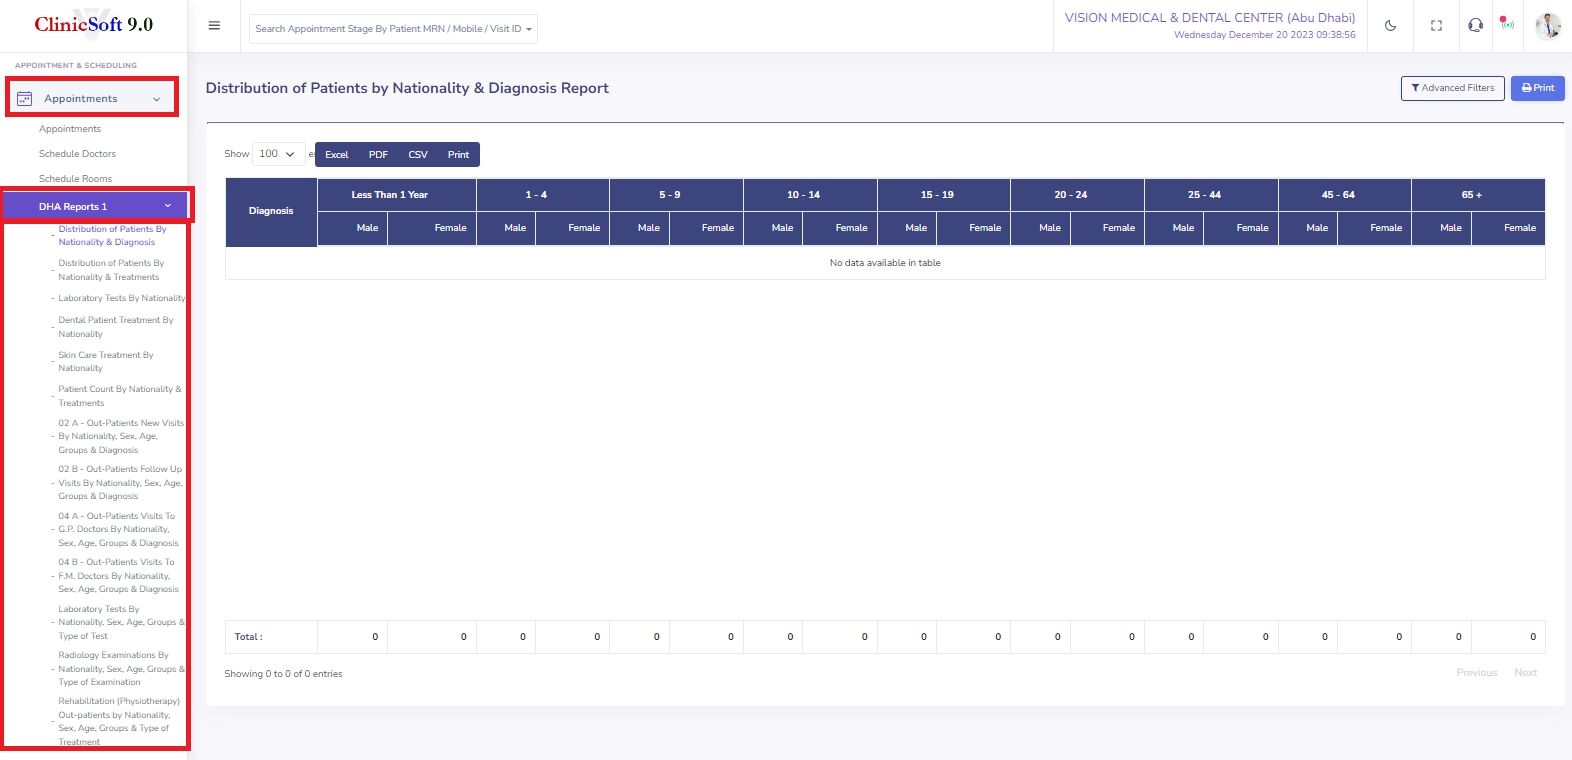 ClinicSoft 9.0
Search Appointment Stage By Patient MRN / Mobile / Visit ID
VISION MEDICAL & DENTAL CENTER (Abu Dhabi)
Wednesday December 20 2023 09:38:56
APPOINTMENT & SCHEDULING
Appointments
Appointments
Schedule Doctors
Schedule Rooms
DHA Reports 1
- Distribution of Patients By
Nationality & Diagnosis
- Distribution of Patients By
Nationality & Treatments
- Laboratory Tests By Nationality
- Dental Patient Treatment By
Nationality
- Skin Care Treatment By
Nationality
- Patient Count By Nationality &
Treatments
02 A - Out-Patients New Visits
- By Nationality, Sex, Age,
Groups & Diagnosis
02 B - Out-Patients Follow Up
- Visits By Nationality, Sex, Age,
Groups & Diagnosis
04 A - Out-Patients Visits To
- G.P. Doctors By Nationality,
Sex, Age, Groups & Diagnosis
04 B - Out-Patients Visits To
- F.M. Doctors By Nationality,
Sex, Age, Groups & Diagnosis
Laboratory Tests By
- Nationality, Sex, Age, Groups &
Type of Test
Radiology Examinations By
- Nationality, Sex, Age, Groups &
Type of Examination
Rehabilitation (Physiotherapy)
- Out-patients by Nationality,
Sex, Age, Groups & Type of
Treatment
Distribution of Patients by Nationality & Diagnosis Report
Advanced Filters
Print
Show 100 e Excel PDF CSV Print
Diagnosis Less Than 1 Year 1 - 4 5 - 9 10 - 14 15 - 19 20 - 24 25 - 44 45 - 64 65 +
Male Female Male Female Male Female Male Female Male Female Male Female Male Female Male Female Male Female
No data available in table
Total : 0 0 0 0 0 0 0 0 0 0 0 0 0 0 0 0 0 0
Showing 0 to 0 of 0 entries
Previous Next